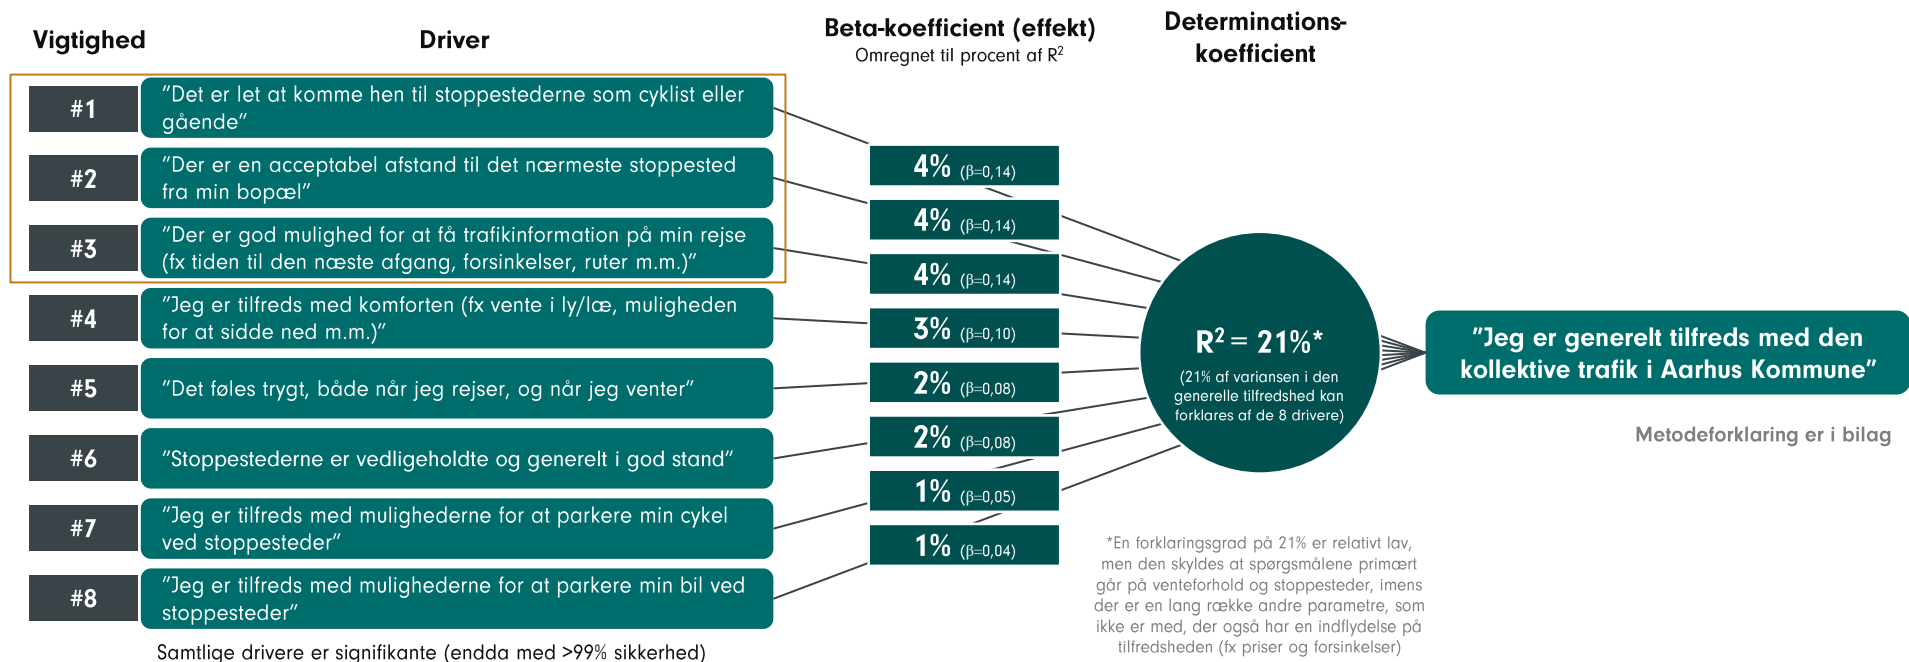 Vigtighed
Driver
Beta-koefficient (effekt)
Omregnet til procent af R²
Determinations-
koefficient
#1
”Det er let at komme hen til stoppestederne som cyklist eller
gående”
#2
”Der er en acceptabel afstand til det nærmeste stoppested
fra min bopæl”
#3
”Der er god mulighed for at få trafikinformation på min rejse
(fx tiden til den næste afgang, forsinkelser, ruter m.m.)”
#4
”Jeg er tilfreds med komforten (fx vente i ly/læ, muligheden
for at sidde ned m.m.)”
#5
”Det føles trygt, både når jeg rejser, og når jeg venter”
#6
”Stoppestederne er vedligeholdte og generelt i god stand”
#7
”Jeg er tilfreds med mulighederne for at parkere min cykel
ved stoppesteder”
#8
”Jeg er tilfreds med mulighederne for at parkere min bil ved
stoppesteder”
Samtlige drivere er signifikante (endda med >99% sikkerhed)
4% (β=0,14)
4% (β=0,14)
4% (β=0,14)
3% (β=0,10)
2% (β=0,08)
2% (β=0,08)
1% (β=0,05)
1% (β=0,04)
R² = 21%*
(21% af variansen i den
generelle tilfredshed kan
forklares af de 8 drivere)
”Jeg er generelt tilfreds med den
kollektive trafik i Aarhus Kommune”
Metodeforklaring er i bilag
*En forklaringsgrad på 21% er relativt lav,
men den skyldes at spørgsmålene primært
går på venteforhold og stoppesteder, imens
der er en lang række andre parametre, som
ikke er med, der også har en indflydelse på
tilfredsheden (fx priser og forsinkelser)